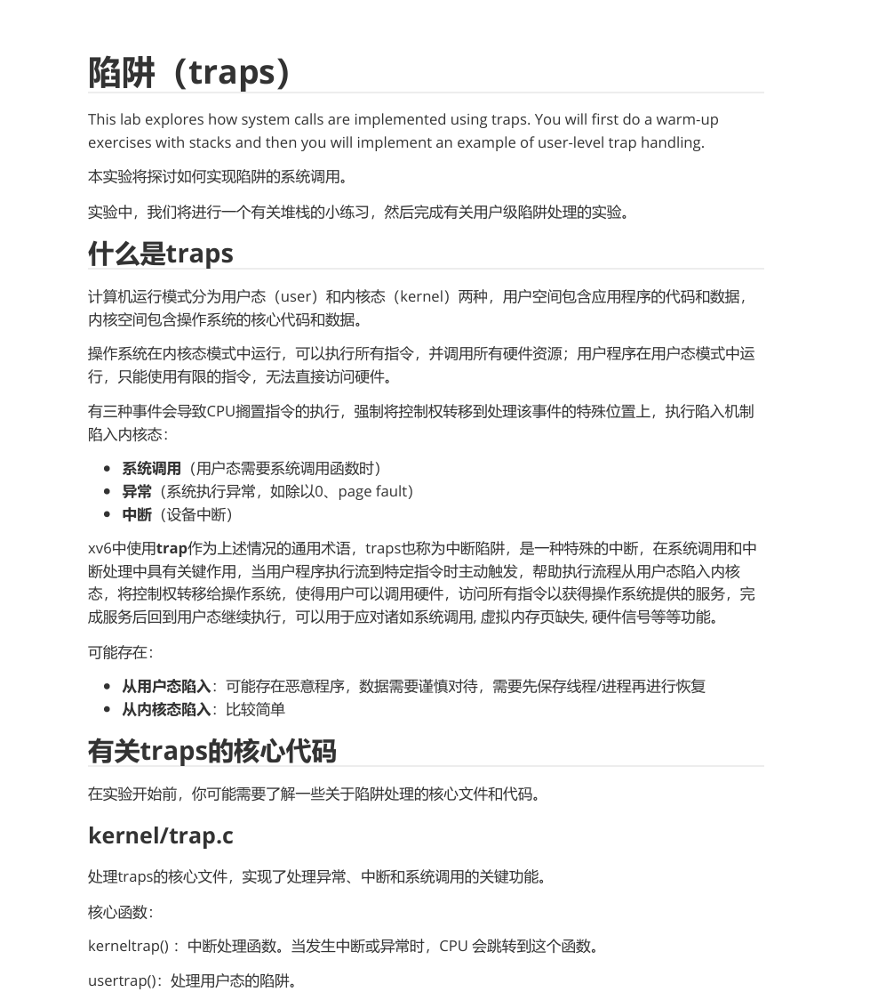 陷阱（traps）
This lab explores how system calls are implemented using traps. You will first do a warm-up
exercises with stacks and then you will implement an example of user-level trap handling.
本实验将探讨如何实现陷阱的系统调用。
实验中，我们将进行一个有关堆栈的小练习，然后完成有关用户级陷阱处理的实验。
什么是traps
计算机运行模式分为用户态（user）和内核态（kernel）两种，用户空间包含应用程序的代码和数据，
内核空间包含操作系统的核心代码和数据。
操作系统在内核态模式中运行，可以执行所有指令，并调用所有硬件资源；用户程序在用户态模式中运
行，只能使用有限的指令，无法直接访问硬件。
有三种事件会导致CPU搁置指令的执行，强制将控制权转移到处理该事件的特殊位置上，执行陷入机制
陷入内核态：
• 系统调用（用户态需要系统调用函数时）
• 异常（系统执行异常，如除以0、page fault）
• 中断（设备中断）
xv6中使用trap作为上述情况的通用术语，traps也称为中断陷阱，是一种特殊的中断，在系统调用和中
断处理中具有关键作用，当用户程序执行流到特定指令时主动触发，帮助执行流程从用户态陷入内核
态，将控制权转移给操作系统，使得用户可以调用硬件，访问所有指令以获得操作系统提供的服务，完
成服务后回到用户态继续执行，可以用于应对诸如系统调用, 虚拟内存页缺失, 硬件信号等等功能。
可能存在：
• 从用户态陷入：可能存在恶意程序，数据需要谨慎对待，需要先保存线程/进程再进行恢复
• 从内核态陷入：比较简单
有关traps的核心代码
在实验开始前，你可能需要了解一些关于陷阱处理的核心文件和代码。
kernel/trap.c
处理traps的核心文件，实现了处理异常、中断和系统调用的关键功能。
核心函数：
kerneltrap() ：中断处理函数。当发生中断或异常时，CPU 会跳转到这个函数。
usertrap()：处理用户态的陷阱。